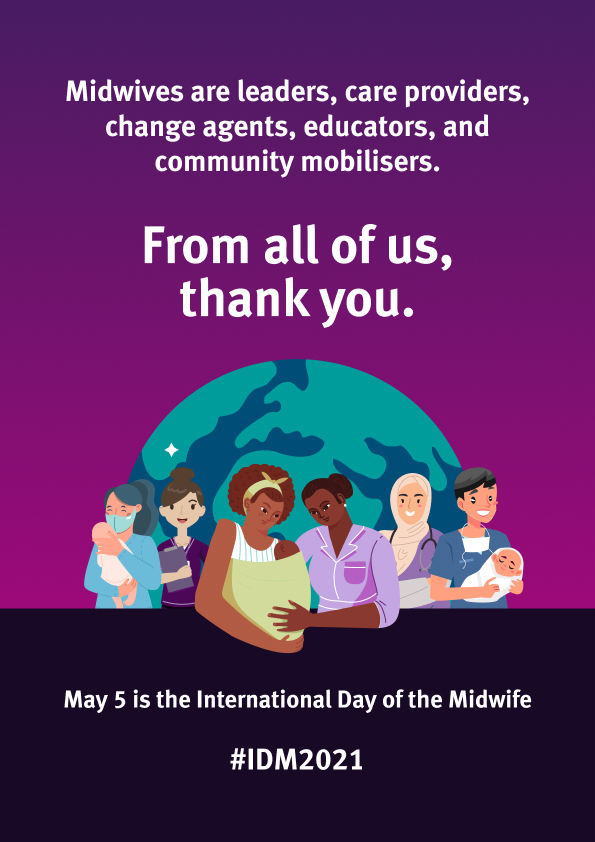 Midwives are leaders, care providers,
change agents, educators, and
community mobilisers.
From all of us,
thank you.
May 5 is the International Day of the Midwife
#IDM2021